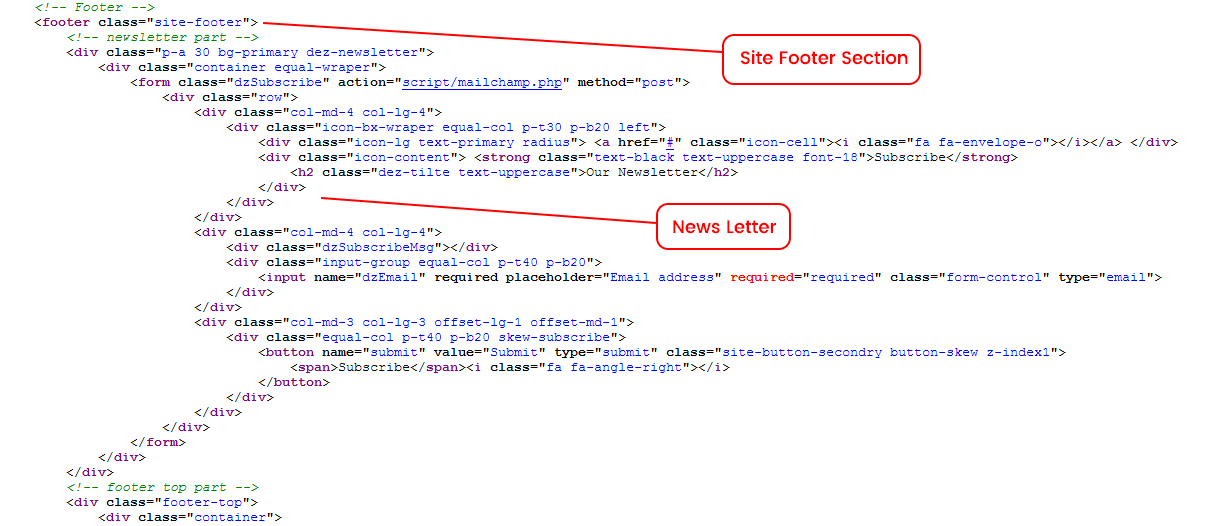 <!-- Footer -->
<footer class="site-footer">
<!-- newsletter part -->
Site Footer Section
<div class="p-a 30 bg-primary dez-newsletter">
<div class="container equal-wraper">
<form class="dzSubscribe" action="script/mailchamp.php" method="post">
<div class="row">
<div class="col-md-4 col-lg-4">
<div class="icon-bx-wraper equal-col p-t30 p-b20 left">
<div class="icon-lg text-primary radius"> <a href="#" class="icon-cell"><i class="fa fa-envelope-o"></i></a> </div>
<div class="icon-content"> <strong class="text-black text-uppercase font-18">Subscribe</strong>
<h2 class="dez-tilte text-uppercase">Our Newsletter</h2>
</div>
</div>
</div>
News Letter
<div class="col-md-4 col-lg-4">
<div class="dzSubscribeMsg"></div>
<div class="input-group equal-col p-t40 p-b20">
<input name="dzEmail" required placeholder="Email address" required="required" class="form-control" type="email">
</div>
</div>
<div class="col-md-3 col-lg-3 offset-lg-1 offset-md-1">
<div class="equal-col p-t40 p-b20 skew-subscribe">
<button name="submit" value="Submit" type="submit" class="site-button-secondry button-skew z-index1">
<span>Subscribe</span><i class="fa fa-angle-right"></i>
</button>
</div>
</div>
</div>
</form>
</div>
</div>
<!-- footer top part -->
<div class="footer-top">
<div class="container">